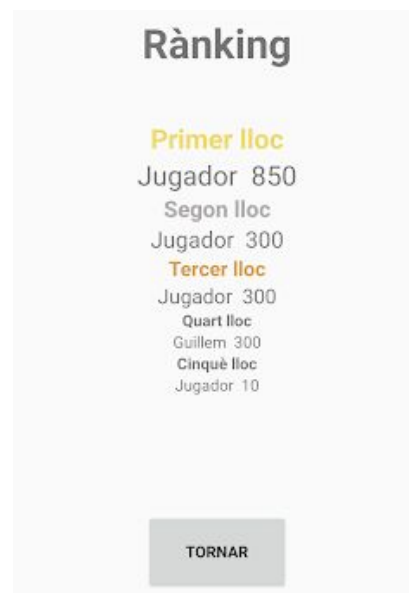 Rànking
Primer lloc
Jugador 850
Segon lloc
Jugador 300
Tercer lloc
Jugador 300
Quart lloc
Guillem 300
Cinquè lloc
Jugador 10
TORNAR